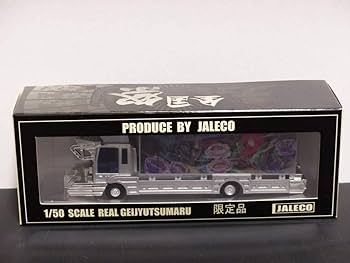 PRODUCE BY JALECO
1/50 SCALE REAL GEIJYUTSUMARU 限定品
JALECO